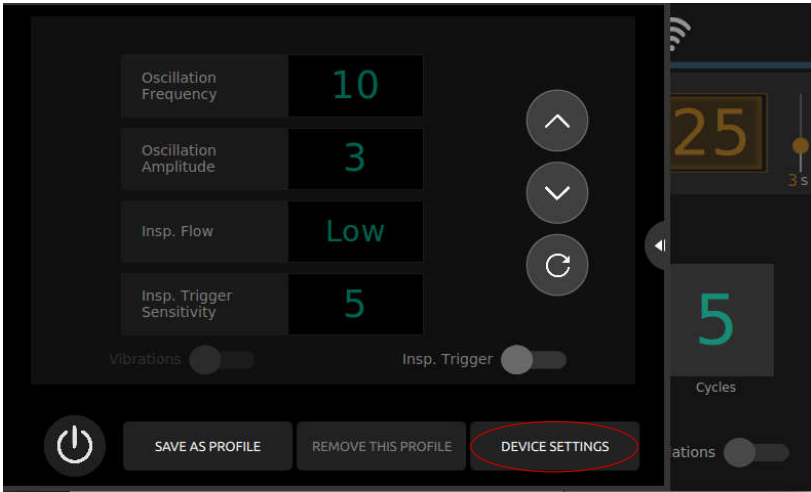 Oscillation
Frequency
10
Oscillation
Amplitude
3
Insp. Flow
Low
Insp. Trigger
Sensitivity
5
Vibrations
Insp. Trigger
SAVE AS PROFILE
REMOVE THIS PROFILE
DEVICE SETTINGS
25
3 s
5
Cycles
ations